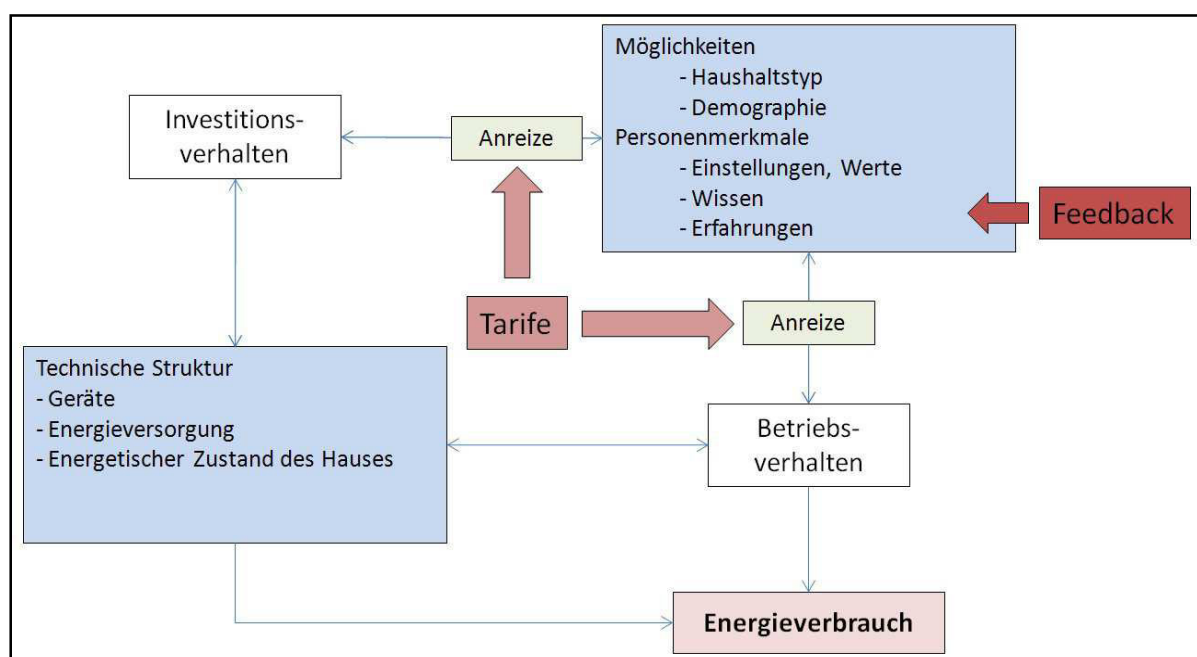 Möglichkeiten
- Haushaltstyp
- Demographie
Personenmerkmale
- Einstellungen, Werte
- Wissen
- Erfahrungen
Investitions-
verhalten
Anreize
Feedback
Tarife
Anreize
Technische Struktur
- Geräte
- Energieversorgung
- Energetischer Zustand des Hauses
Betriebs-
verhalten
Energieverbrauch